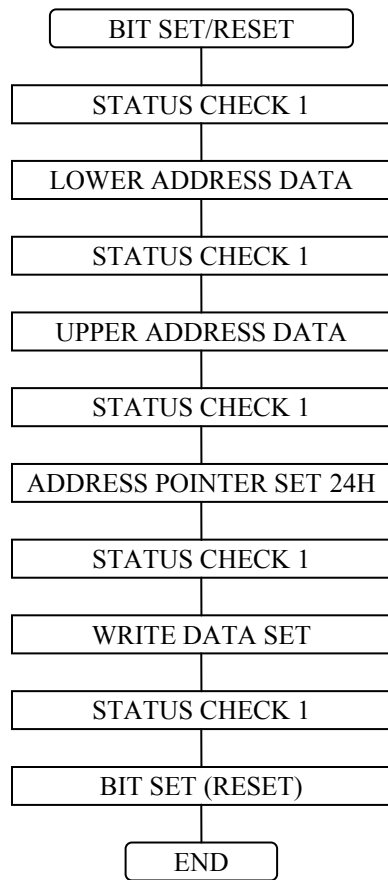 BIT SET/RESET
STATUS CHECK 1
LOWER ADDRESS DATA
STATUS CHECK 1
UPPER ADDRESS DATA
STATUS CHECK 1
ADDRESS POINTER SET 24H
STATUS CHECK 1
WRITE DATA SET
STATUS CHECK 1
BIT SET (RESET)
END